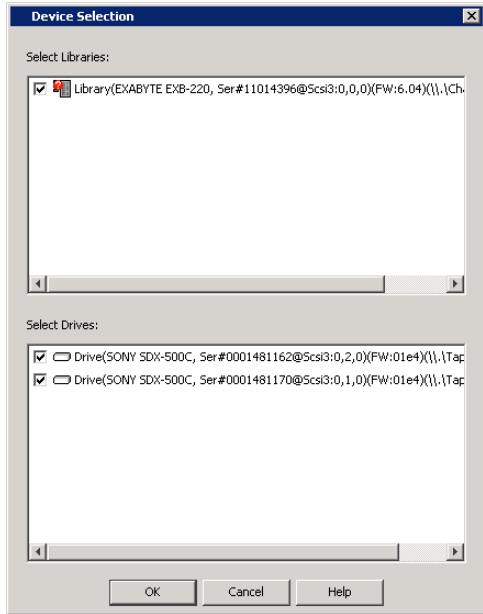 Device Selection
Select Libraries:
Library(EXABYTE EXB-220, Ser#11014396@Scsi3:0,0,0)(FW:6.04)(\\.\Cha
Select Drives:
Drive(SONY SDX-500C, Ser#0001481162@Scsi3:0,2,0)(FW:01e4)(\\.\Tap
Drive(SONY SDX-500C, Ser#0001481170@Scsi3:0,1,0)(FW:01e4)(\\.\Tap
OK Cancel Help